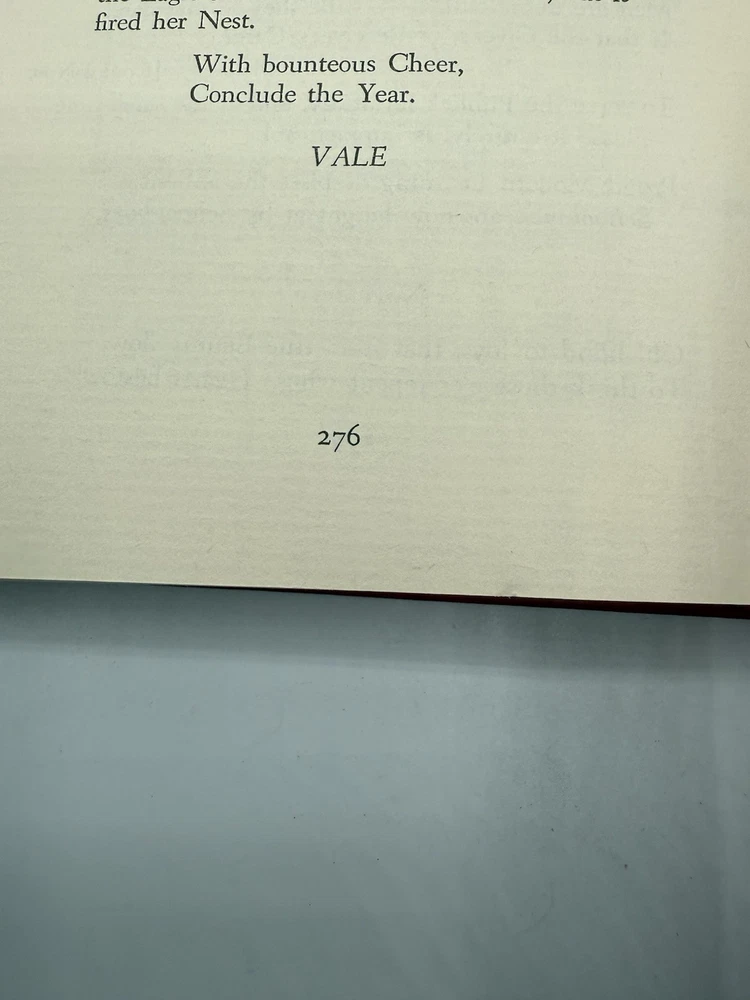 fired her Nest.
With bounteous Cheer,
Conclude the Year.
VALE
276